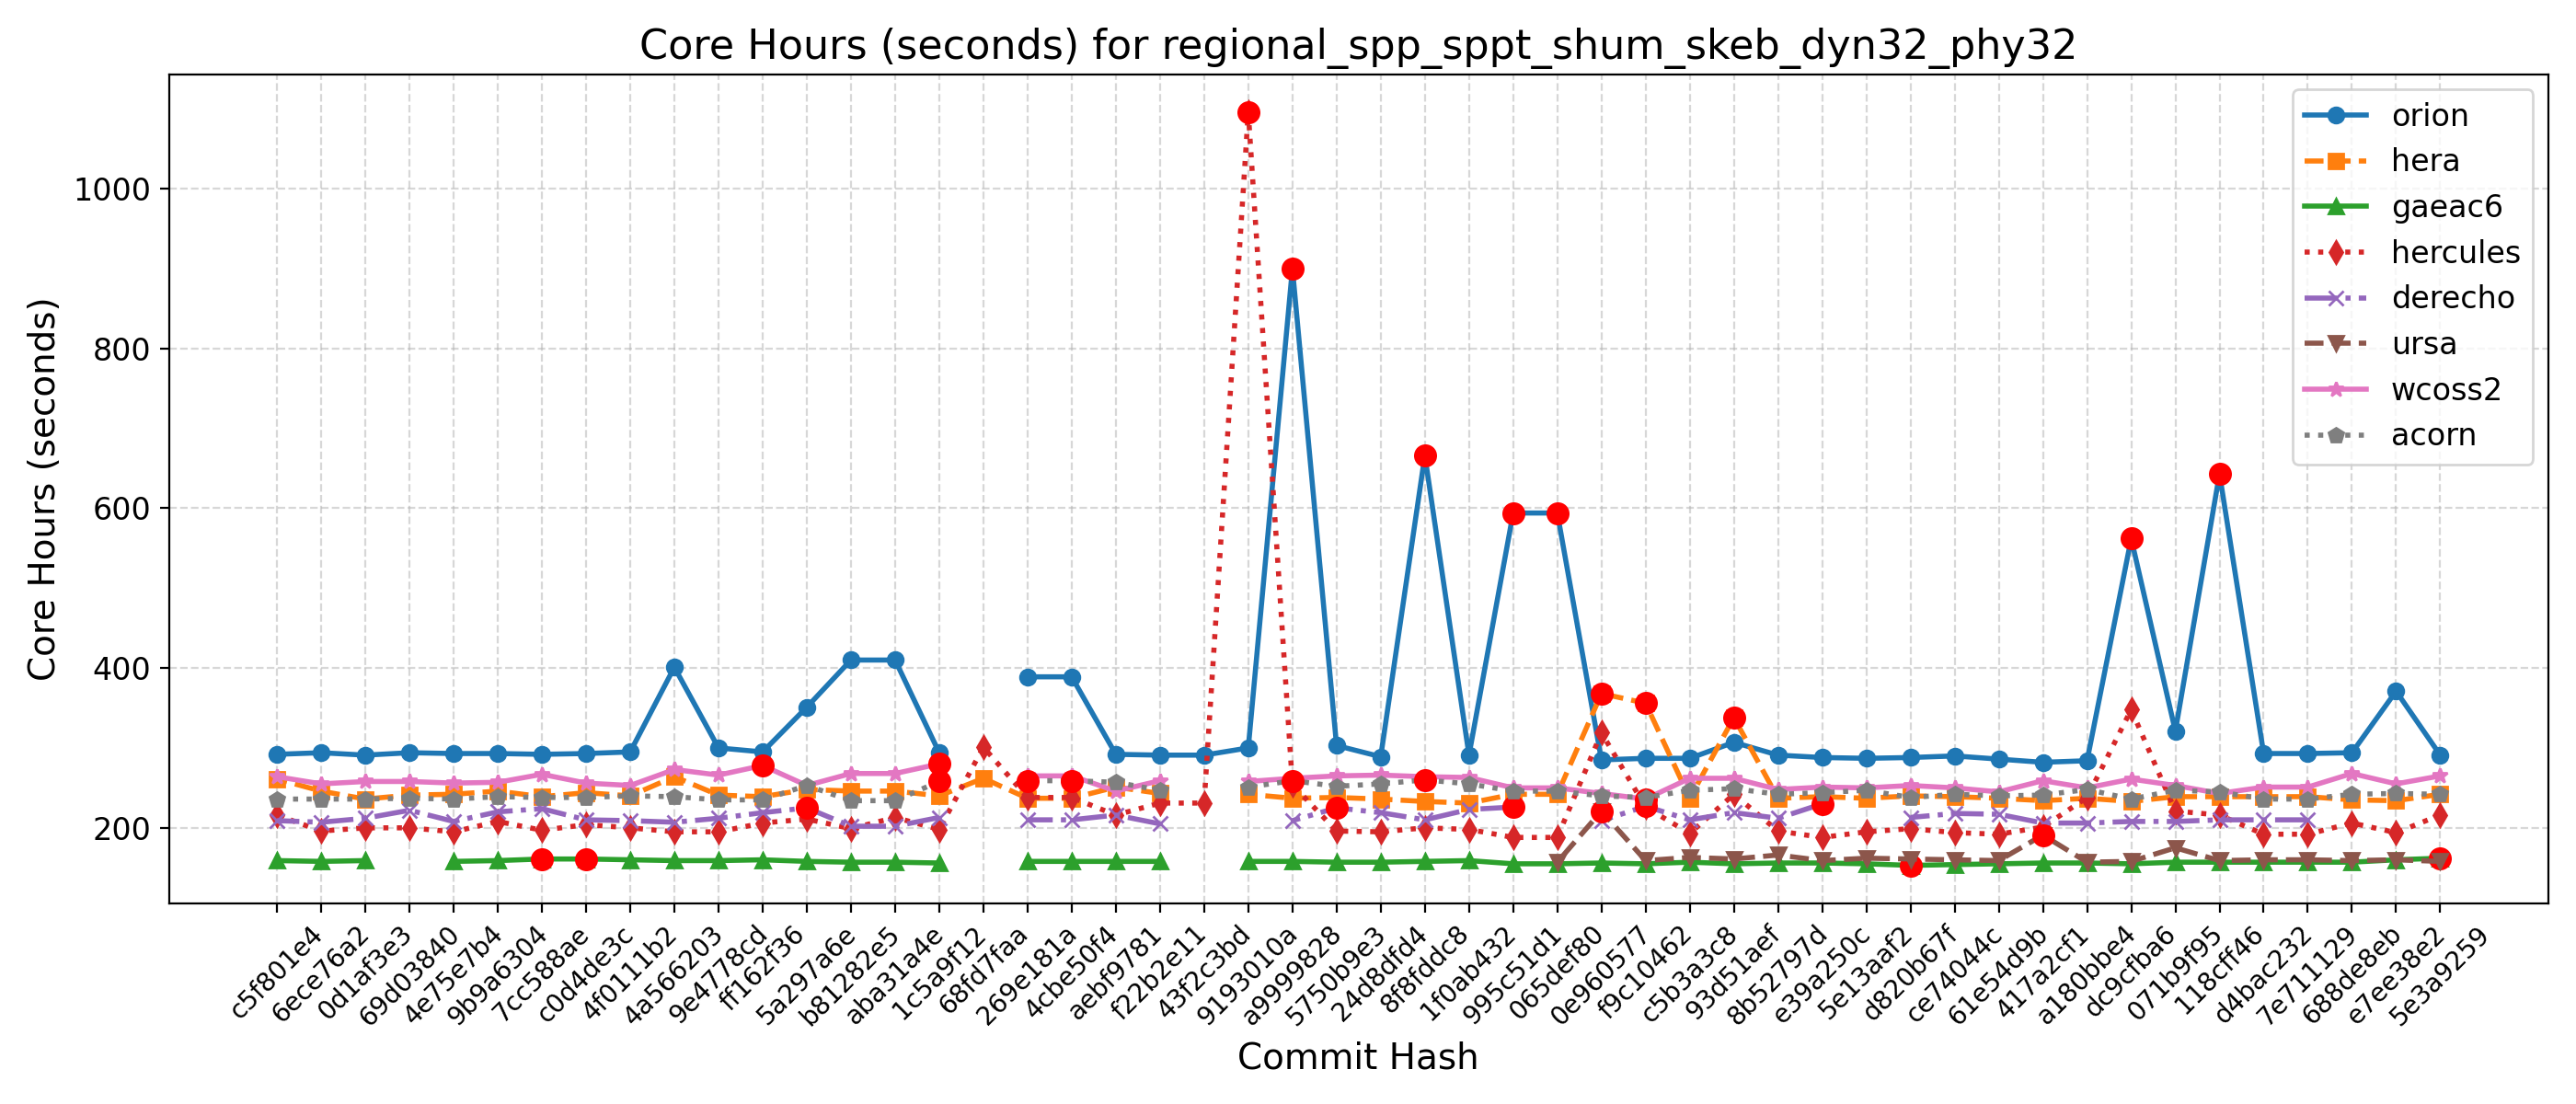 Core Hours (seconds) for regional_spp_sppt_shum_skeb_dyn32_phy32
Core Hours (seconds)
1000
800
600
400
200
orion
hera
gaeac6
hercules
derecho
ursa
wcoss2
acorn
c5f801e4
6ece76a2
0d1af3e3
69d03840
4e75e7b4
9b9a6304
7cc588ae
c0d4de3c
4f0111b2
4a566203
9e4778cd
ff162f36
5a297a6e
b81282e5
aba31a4e
1c5a9f12
68fd7faa
269e181a
4cbe50f4
aebf9781
f22b2e11
43f2c3bd
9193010a
a9999828
5750b9e3
24d8dfd4
8f8fddc8
1f0ab432
995c51d1
065def80
0e960577
f9c10462
c5b3a3c8
93d51aef
8b52797d
e39a250c
5e13aaf2
d820b67f
ce74044c
61e54d9b
417a2cf1
a180bbe4
dc9cfba6
071b9f95
118cff46
d4bac232
7e711129
688de8eb
e7ee38e2
5e3a9259
Commit Hash